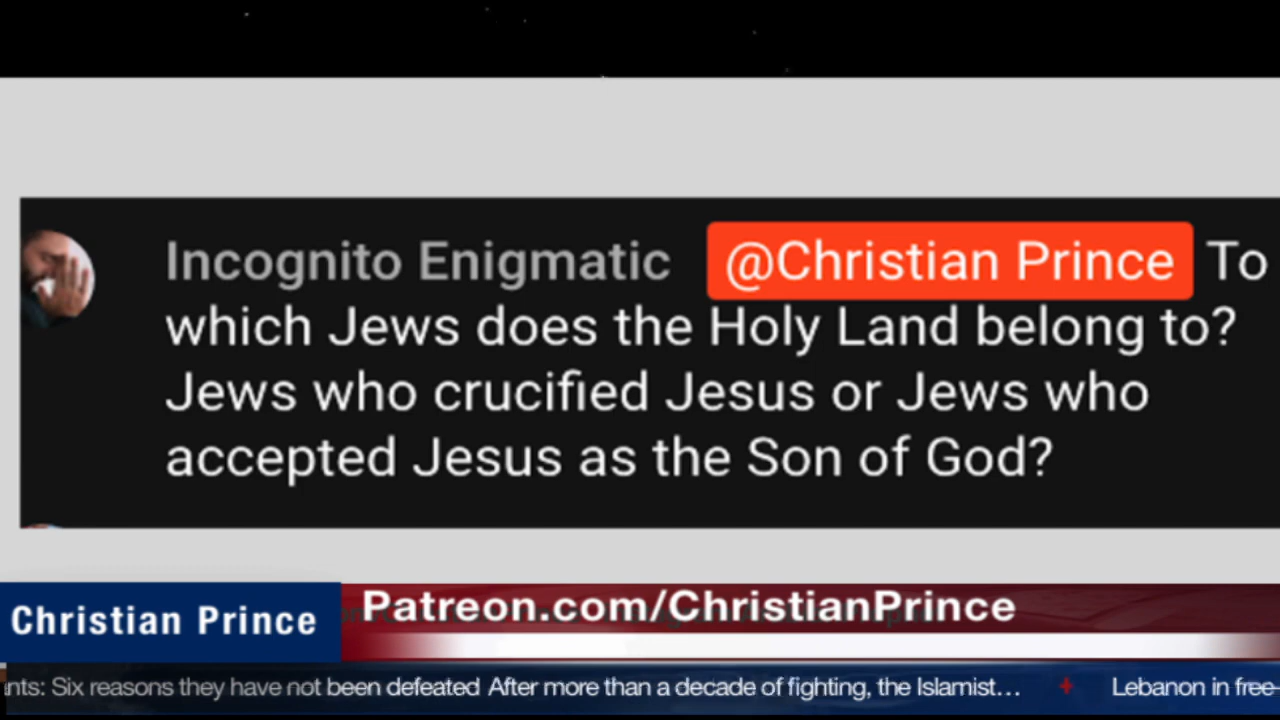 Incognito Enigmatic @Christian Prince To
which Jews does the Holy Land belong to?
Jews who crucified Jesus or Jews who
accepted Jesus as the Son of God?
Christian Prince
Patreon.com/ChristianPrince
Six reasons they have not been defeated After more than a decade of fighting, the Islamist... + Lebanon in free-